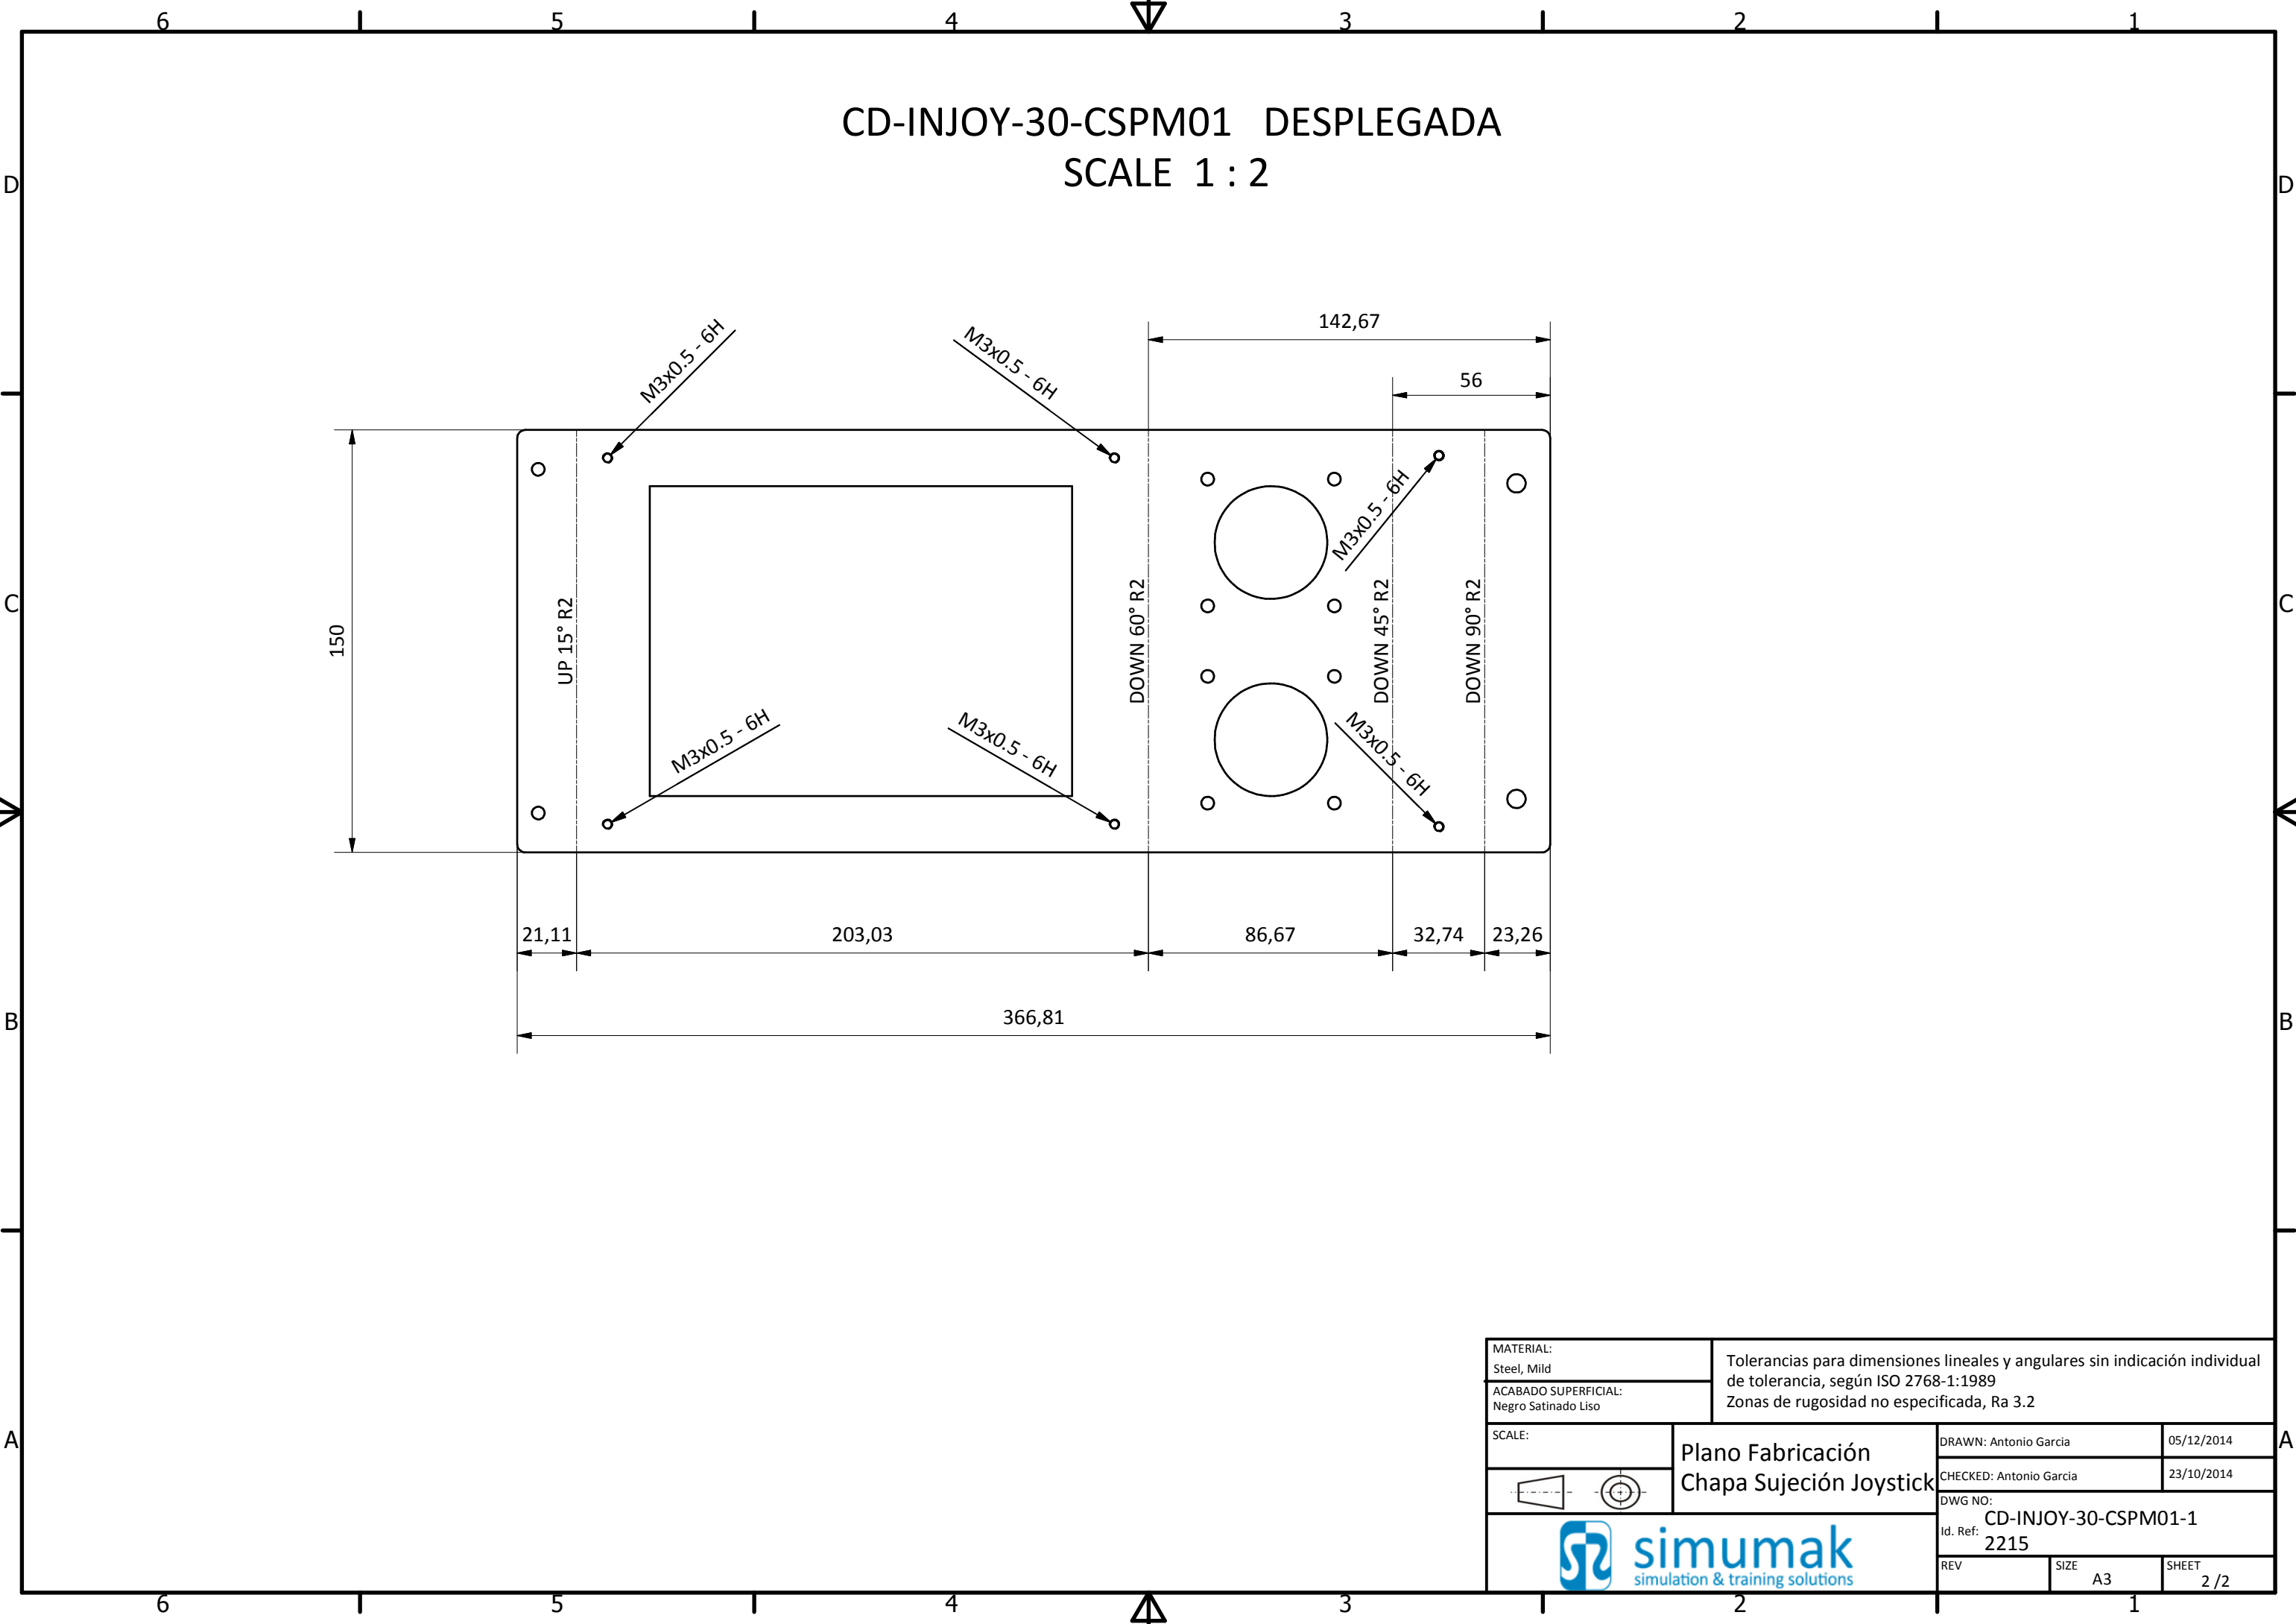 6 5 4 3 2 1
CD-INJOY-30-CSPM01 DESPLEGADA
SCALE 1 : 2
D D
142,67
M3x0.5 - 6H
M3x0.5 - 6H
56
M3x0.5 - 6H
C C
150
UP 15° R2
DOWN 60° R2
DOWN 45° R2
DOWN 90° R2
M3x0.5 - 6H
M3x0.5 - 6H
M3x0.5 - 6H
21,11 203,03 86,67 32,74 23,26
366,81
B B
MATERIAL:
Steel, Mild
ACABADO SUPERFICIAL:
Negro Satinado Liso
Tolerancias para dimensiones lineales y angulares sin indicación individual
de tolerancia, según ISO 2768-1:1989
Zonas de rugosidad no especificada, Ra 3.2
A A
SCALE:
Plano Fabricación
Chapa Sujeción Joystick
DRAWN: Antonio Garcia 05/12/2014
CHECKED: Antonio Garcia 23/10/2014
DWG NO:
CD-INJOY-30-CSPM01-1
Id. Ref: 2215
simumak
simulation & training solutions
REV SIZE A3 SHEET 2 /2
6 5 4 3 2 1